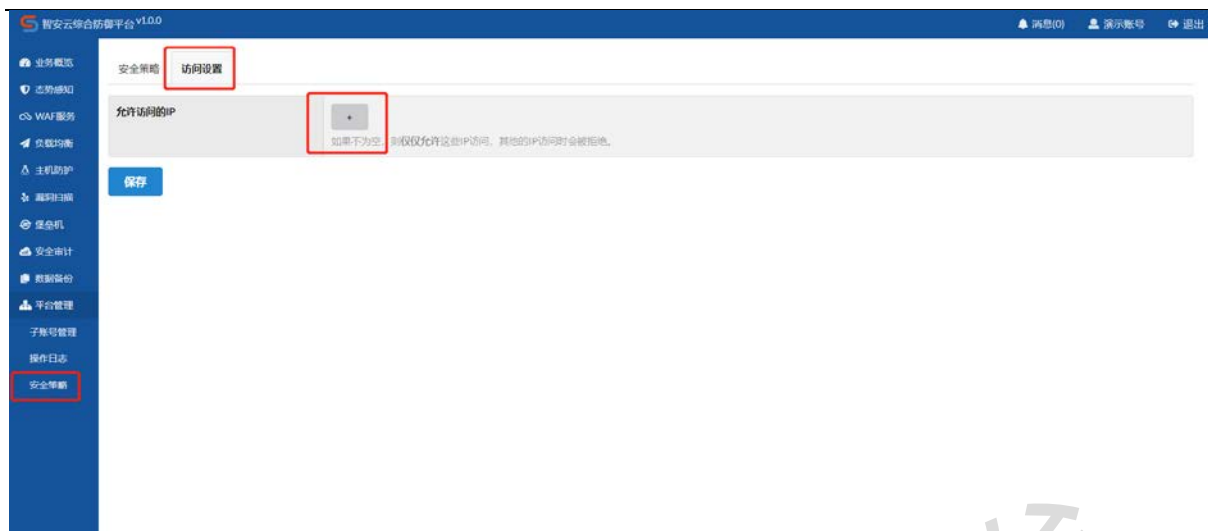 智安云综合防御平台 v1.0.0
消息(0) 演示账号 退出
业务概览
态势感知
WAF服务
负载均衡
主机防护
漏洞扫描
堡垒机
安全审计
数据备份
平台管理
子账号管理
操作日志
安全策略
安全策略 访问设置
允许访问的IP
+
如果不为空，则仅仅允许这些IP访问，其他的IP访问时会被拒绝。
保存